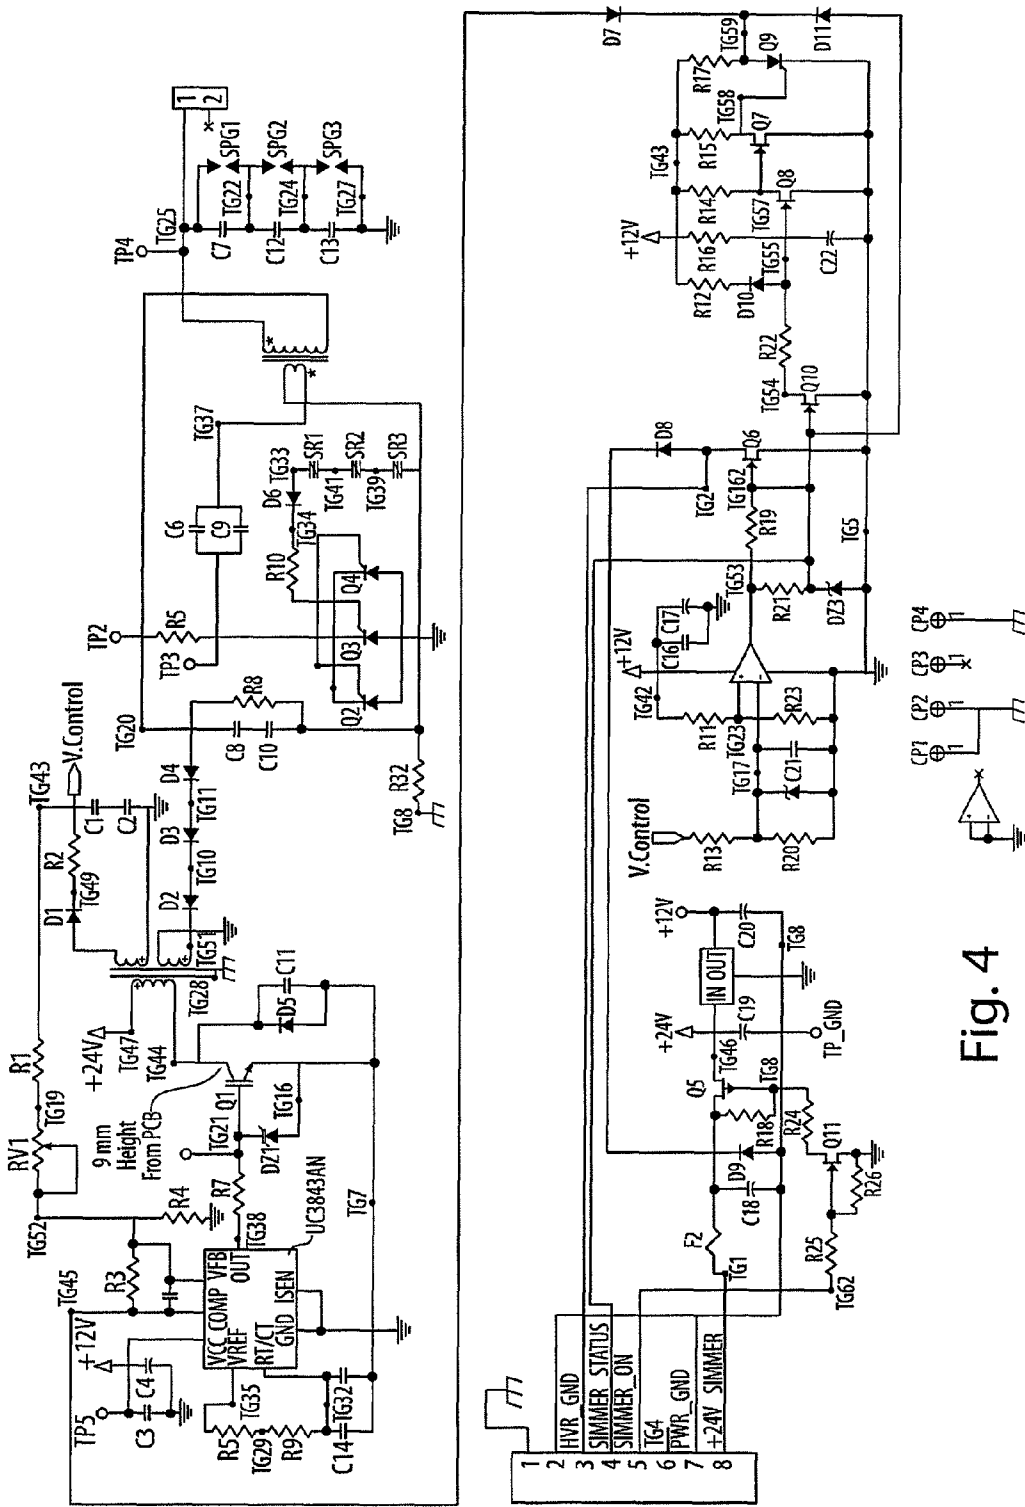 1
2
TP4
TG25
SPG1
TG22
C7
SPG2
TG24
C12
SPG3
TG27
C13
*
*
TG37
C6
C9
TG33
SR1
TG41
SR2
TG39
SR3
D6
TG34
R10
Q4
TP2
R5
TP3
Q3
Q2
R8
TG20
C8
C10
R32
TG8
V.Control
TG43
C1
C2
R2
TG49
D1
D4
TG11
D3
TG10
D2
TG51
TG28
R1
+24V
TG47
TG44
TG19
RV1
9 mm
Height
From PCB
C11
D5
Q1
TG21
DZ1
TG16
R7
TG38
UC3843AN
TG7
TG52
R4
R3
TG45
VCC
COMP
VFB
OUT
VREF
RT/CT
GND
ISEN
+12V
C4
TP5
C3
TG35
R5
TG29
R9
TG32
C14
D7
D11
TG59
Q9
R17
TG58
R15
Q7
TG43
R14
TG57
Q8
+12V
R16
TG55
C22
R12
D10
R22
TG54
Q10
D8
TG2
Q6
TG162
R19
TG5
TG53
R21
DZ3
+12V
C16
C17
TG42
R11
TG23
R23
TG17
C21
V.Control
R13
R20
CP4
1
CP3
1
CP2
1
CP1
1
+12V
C20
TG8
IN OUT
+24V
C19
TP_GND
TG46
Q5
TG8
R18
R24
D9
C18
Q11
R26
F2
TG1
R25
TG62
1
2
HVR_GND
3
SIMMER_STATUS
4
SIMMER_ON
5
TG4
6
PWR_GND
7
+24V SIMMER
8
Fig. 4